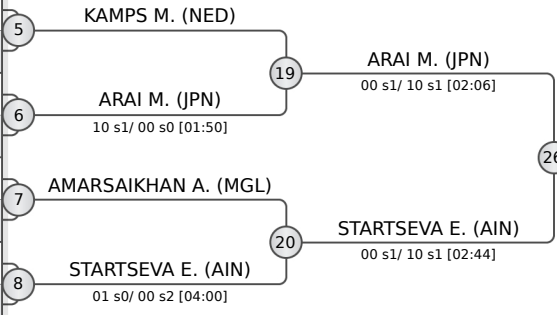 KAMPS M. (NED)
5
19
ARAI M. (JPN)
00 s1/ 10 s1 [02:06]
ARAI M. (JPN)
6
10 s1/ 00 s0 [01:50]
26
AMARSAIKHAN A. (MGL)
7
20
STARTSEVA E. (AIN)
00 s1/ 10 s1 [02:44]
STARTSEVA E. (AIN)
8
01 s0/ 00 s2 [04:00]